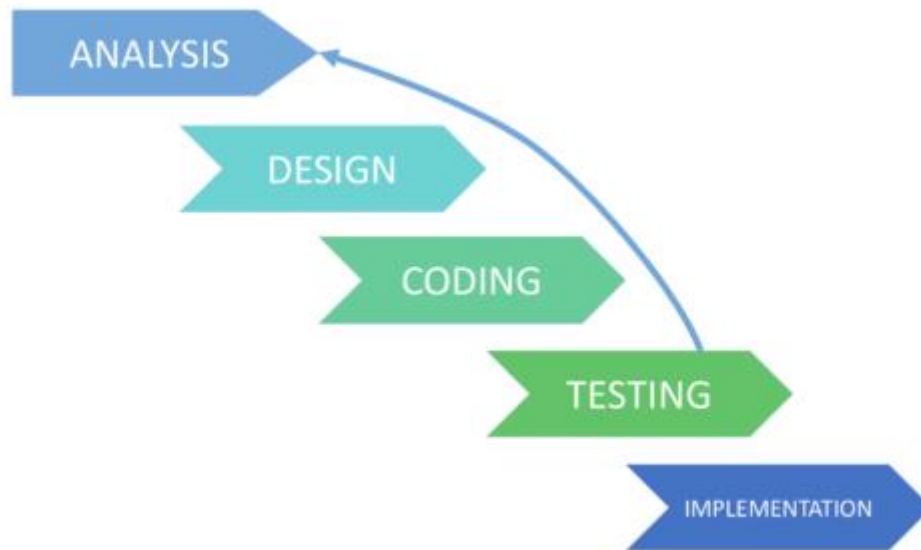 ANALYSIS
DESIGN
CODING
TESTING
IMPLEMENTATION